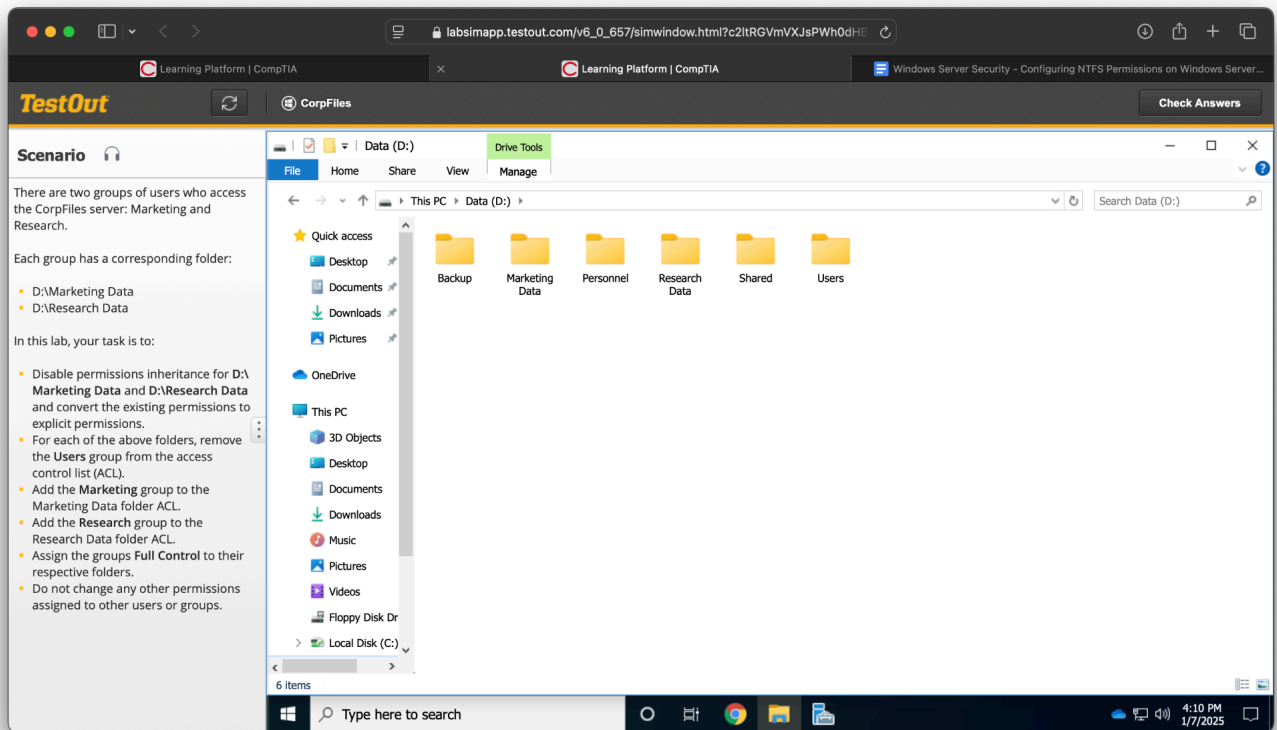 labsimapp.testout.com/v6_0_657/simwindow.html?c2ltRGVmVXJsPWh0dHB
Learning Platform | CompTIA
Learning Platform | CompTIA
Windows Server Security - Configuring NTFS Permissions on Windows Server...
TestOut
CorpFiles
Check Answers
Scenario
There are two groups of users who access
the CorpFiles server: Marketing and
Research.
Each group has a corresponding folder:
D:\Marketing Data
D:\Research Data
In this lab, your task is to:
Disable permissions inheritance for D:\
Marketing Data and D:\Research Data
and convert the existing permissions to
explicit permissions.
For each of the above folders, remove
the Users group from the access
control list (ACL).
Add the Marketing group to the
Marketing Data folder ACL.
Add the Research group to the
Research Data folder ACL.
Assign the groups Full Control to their
respective folders.
Do not change any other permissions
assigned to other users or groups.
Data (D:)
Drive Tools
File
Home
Share
View
Manage
This PC
Data (D:)
Search Data (D:)
Quick access
Desktop
Documents
Downloads
Pictures
OneDrive
This PC
3D Objects
Desktop
Documents
Downloads
Music
Pictures
Videos
Floppy Disk Dr
Local Disk (C:)
Backup
Marketing
Data
Personnel
Research
Data
Shared
Users
6 items
Type here to search
4:10 PM
1/7/2025